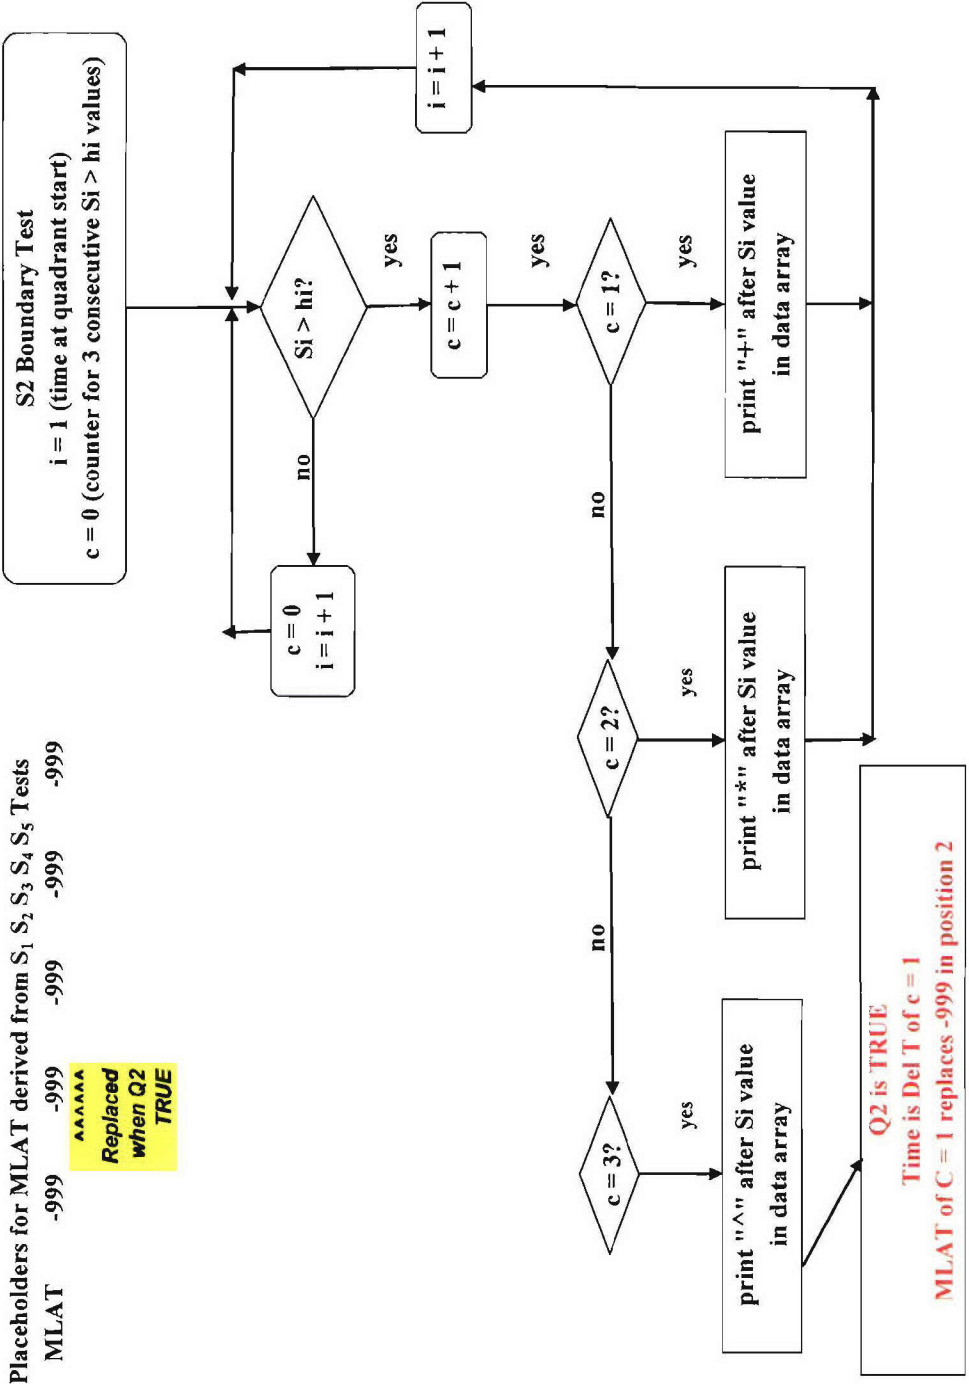 Placeholders for MLAT derived from S1 S2 S3 S4 S5 Tests
MLAT -999 -999 -999 -999 -999
^^^^^^
Replaced
when Q2
TRUE
S2 Boundary Test
i = 1 (time at quadrant start)
c = 0 (counter for 3 consecutive Si > hi values)
c = 0
i = i + 1
no
Si > hi?
yes
i = i + 1
c = c + 1
yes
c = 3?
no
c = 2?
no
c = 1?
yes
yes
yes
print "^" after Si value
in data array
print "*" after Si value
in data array
print "+" after Si value
in data array
Q2 is TRUE
Time is Del T of c = 1
MLAT of C = 1 replaces -999 in position 2